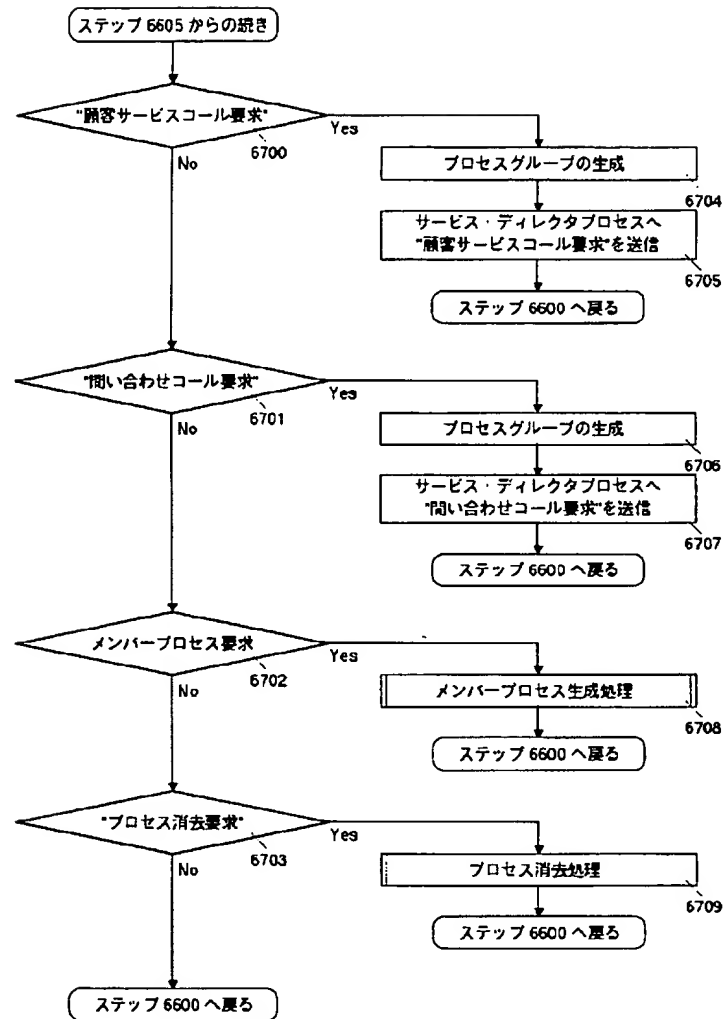 ステップ 6605 からの続き
"顧客サービスコール要求"
6700
Yes
No
プロセスグループの生成
6704
サービス・ディレクタプロセスへ
"顧客サービスコール要求"を送信
6705
ステップ 6600 へ戻る
"問い合わせコール要求"
6701
Yes
No
プロセスグループの生成
6706
サービス・ディレクタプロセスへ
"問い合わせコール要求"を送信
6707
ステップ 6600 へ戻る
メンバープロセス要求
6702
Yes
No
メンバープロセス生成処理
6708
ステップ 6600 へ戻る
"プロセス消去要求"
6703
Yes
No
プロセス消去処理
6709
ステップ 6600 へ戻る
ステップ 6600 へ戻る